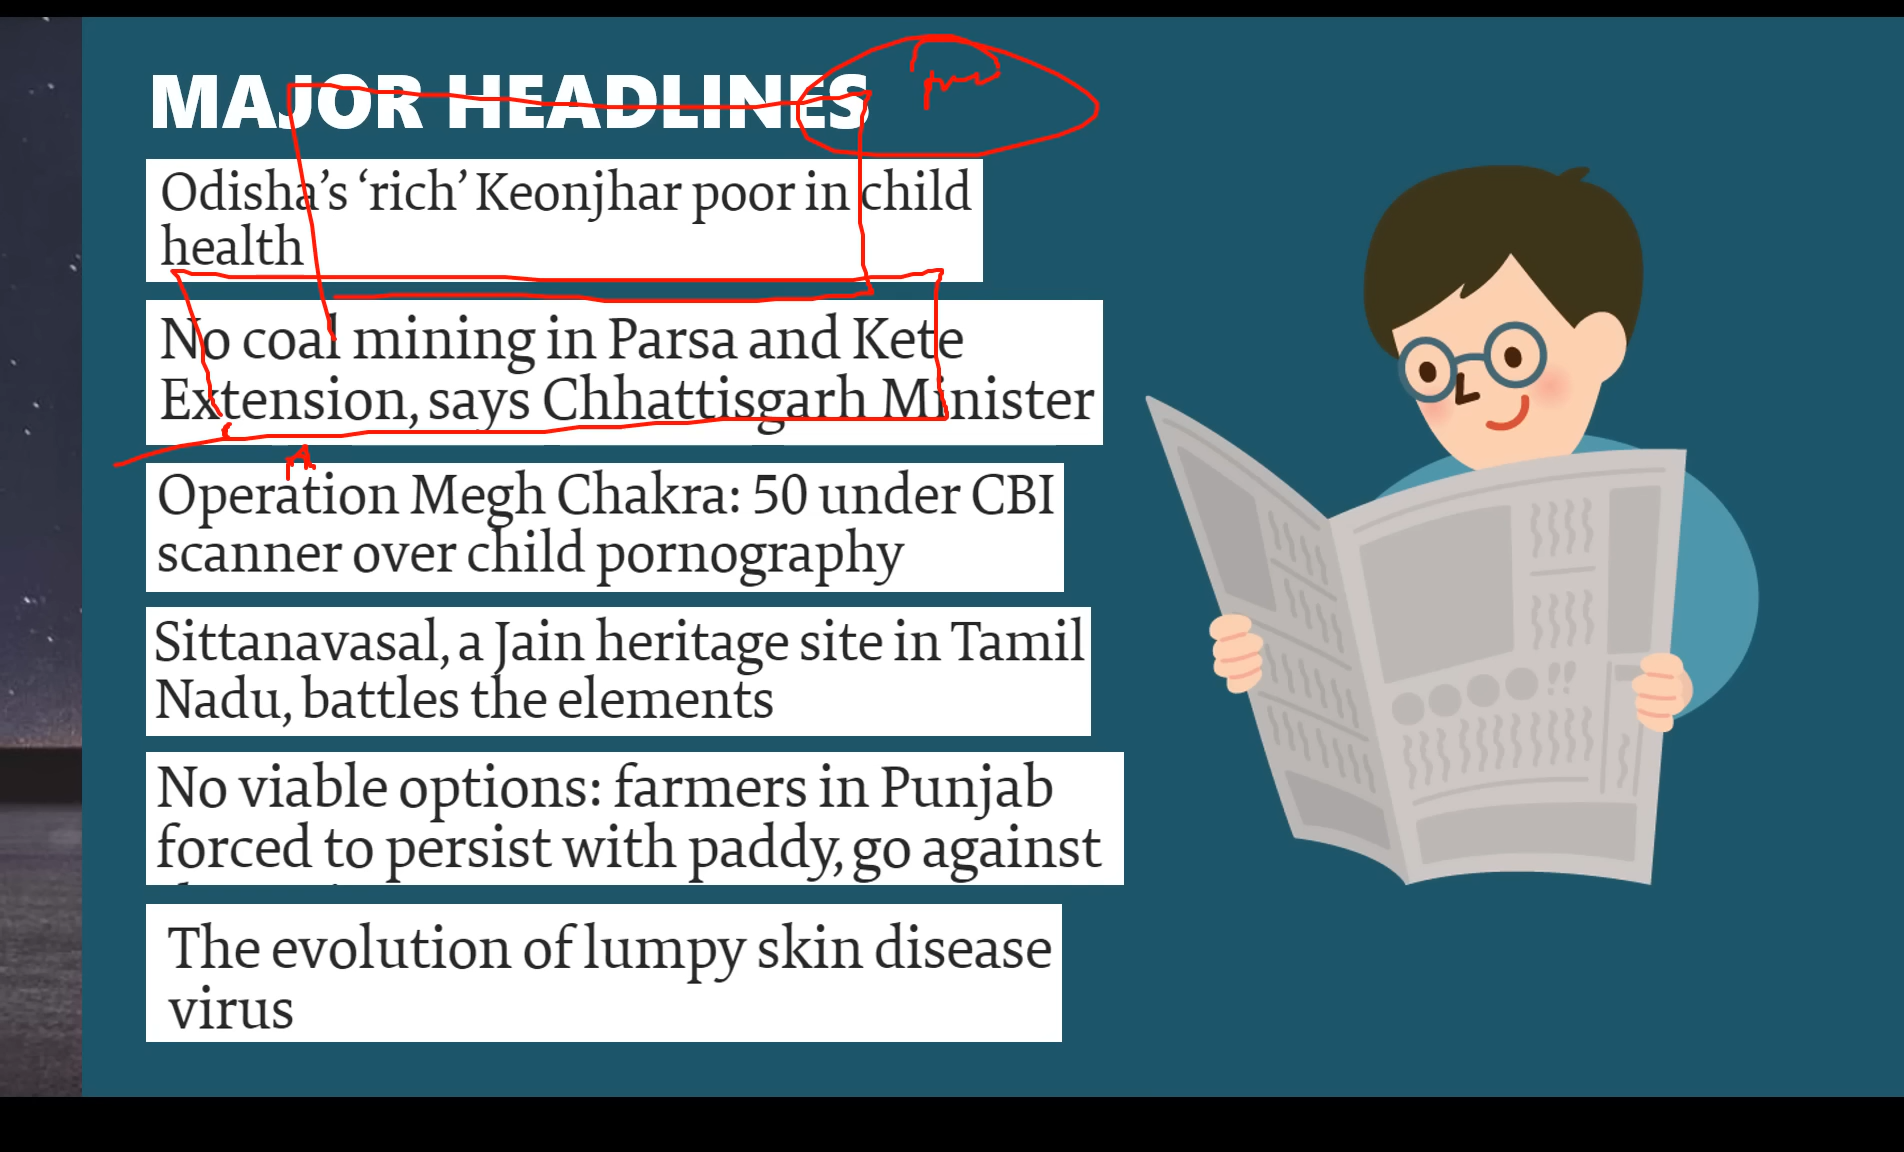 MAJOR HEADLINES
Odisha’s ‘rich’ Keonjhar poor in child
health
No coal mining in Parsa and Kete
Extension, says Chhattisgarh Minister
Operation Megh Chakra: 50 under CBI
scanner over child pornography
Sittanavasal, a Jain heritage site in Tamil
Nadu, battles the elements
No viable options: farmers in Punjab
forced to persist with paddy, go against
The evolution of lumpy skin disease
virus